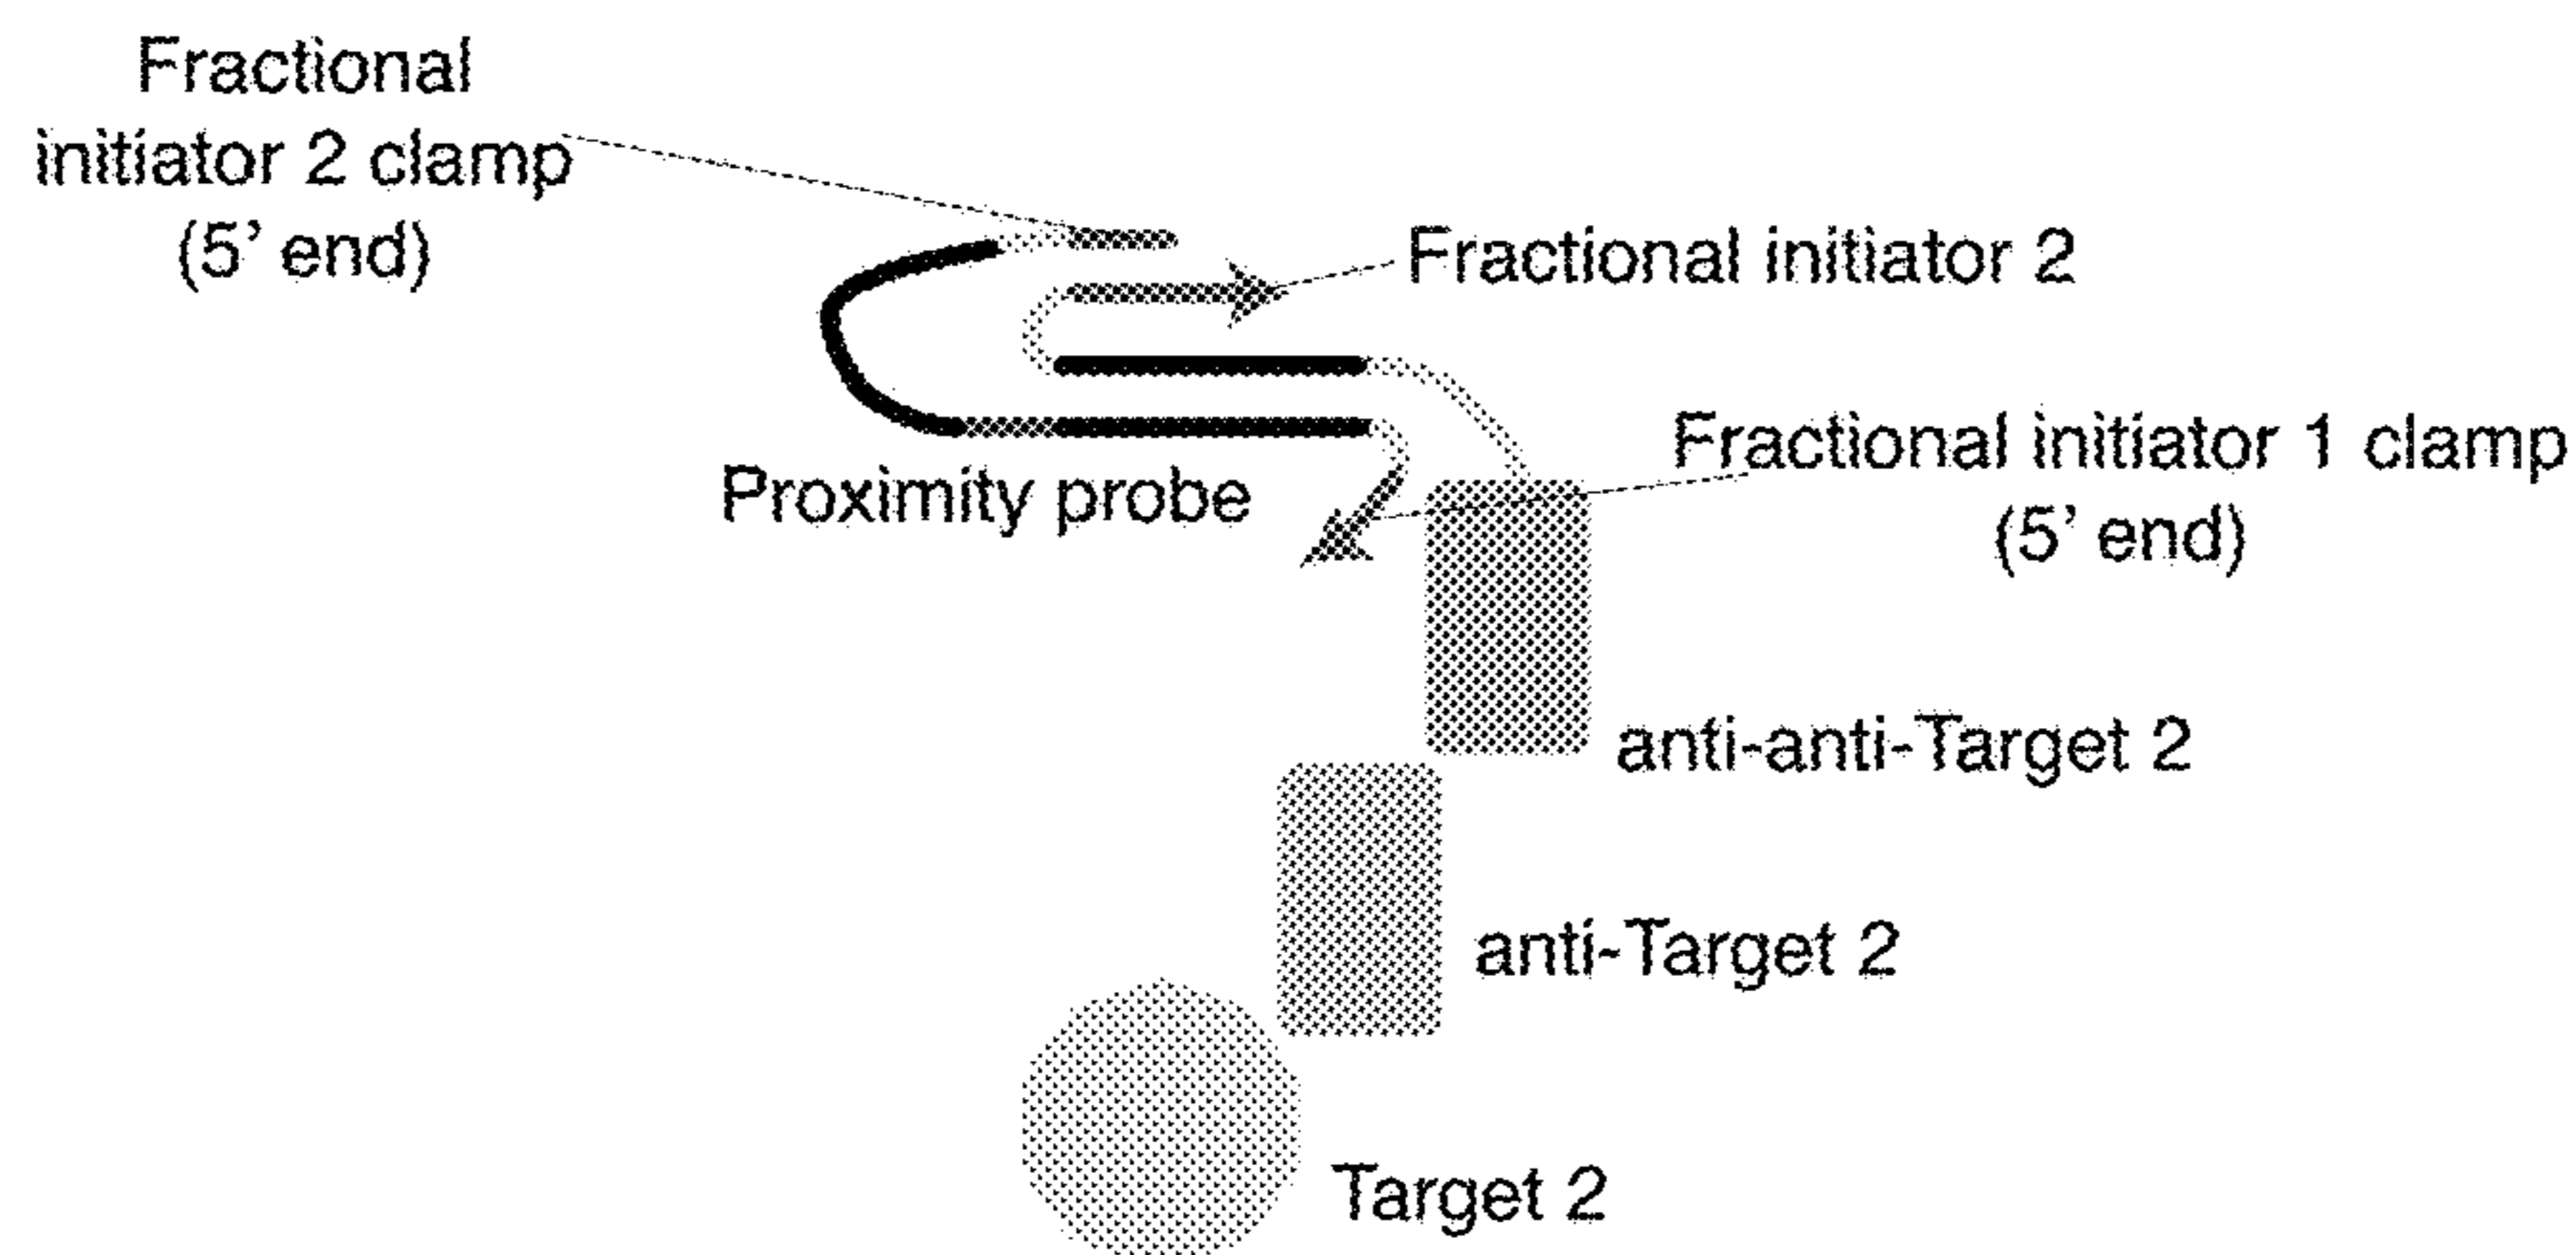 Fractional
initiator 2 clamp
(5’ end)
Fractional initiator 2
Fractional initiator 1 clamp
(5’ end)
Proximity probe
anti-anti-Target 2
anti-Target 2
Target 2